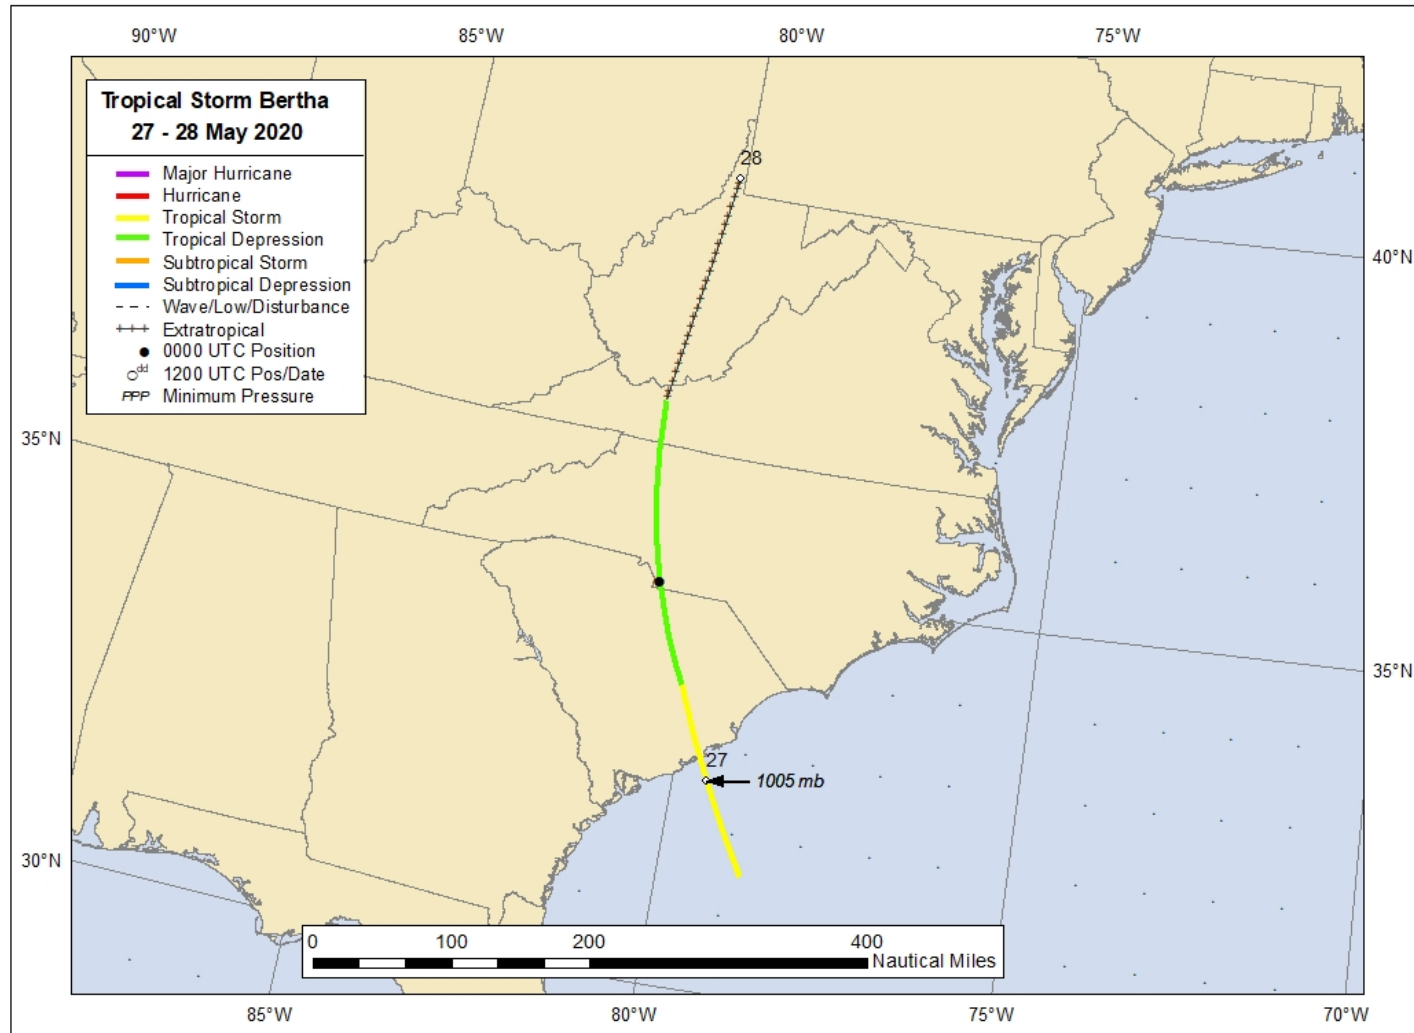 90°W 85°W 80°W 75°W
Tropical Storm Bertha
27 - 28 May 2020
Major Hurricane
Hurricane
Tropical Storm
Tropical Depression
Subtropical Storm
Subtropical Depression
Wave/Low/Disturbance
Extratropical
0000 UTC Position
dd 1200 UTC Pos/Date
PPP Minimum Pressure
28
40°N
35°N
35°N
27
1005 mb
30°N
0 100 200 400
Nautical Miles
85°W 80°W 75°W 70°W